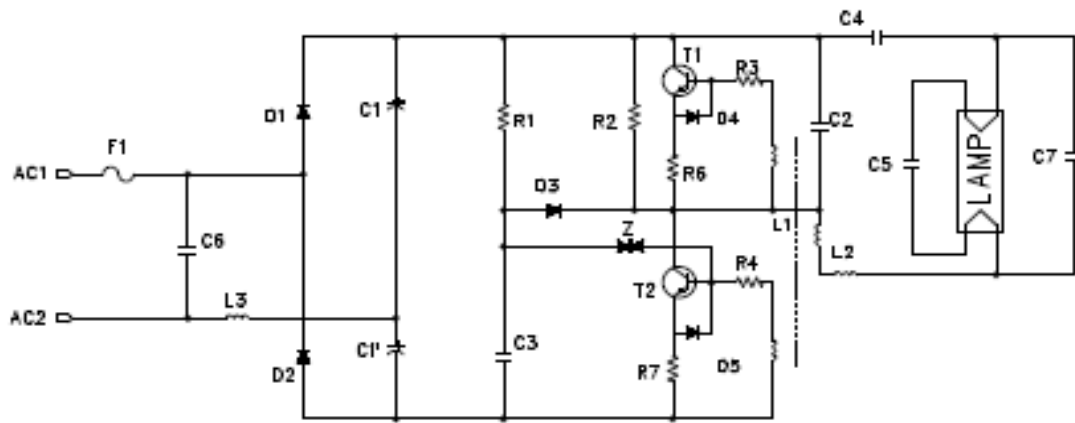 C4
T1
R3
D1
C1
R1
R2
D4
C2
F1
AC1
C5
LAMP
C7
R6
D3
C6
Z
L1
L2
R4
L3
T2
AC2
C1'
C3
D2
R7
D5